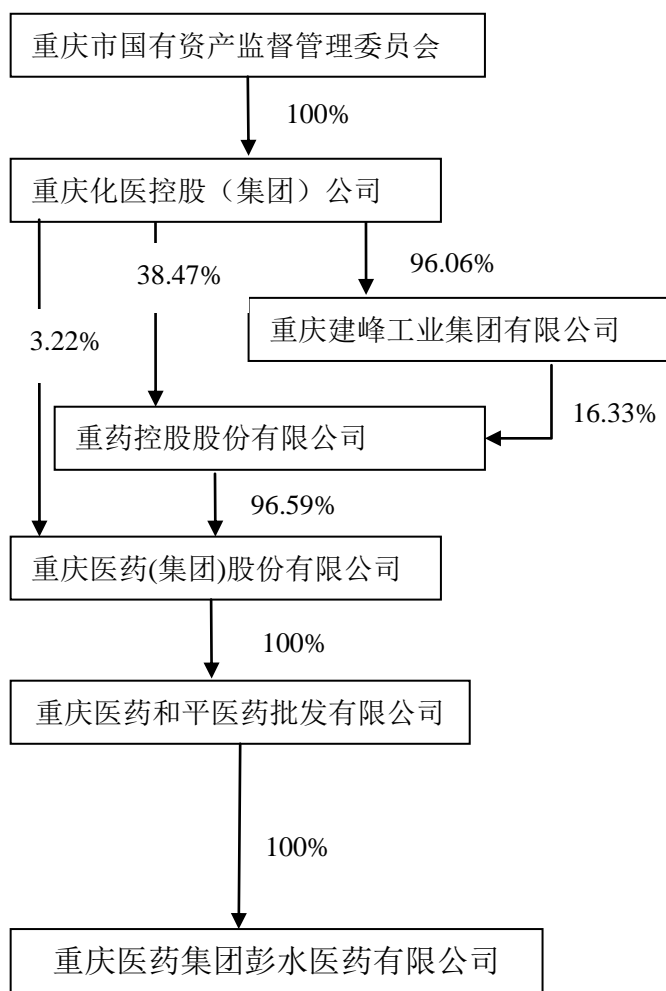 重庆市国有资产监督管理委员会
100%
重庆化医控股（集团）公司
38.47%
96.06%
3.22%
重庆建峰工业集团有限公司
16.33%
重药控股股份有限公司
96.59%
重庆医药(集团)股份有限公司
100%
重庆医药和平医药批发有限公司
100%
重庆医药集团彭水医药有限公司